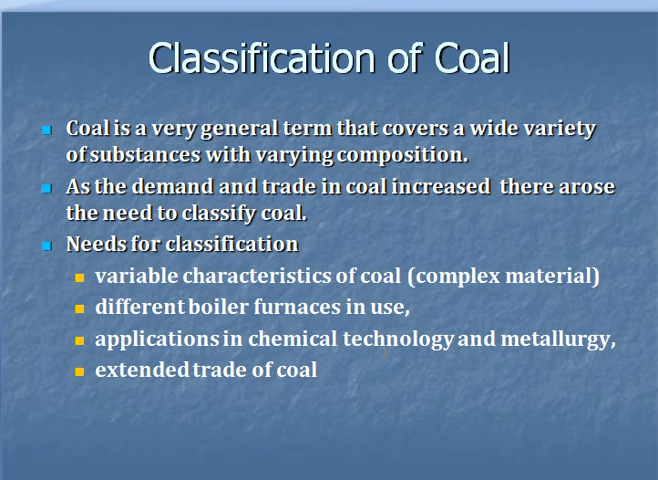 Classification of Coal
Coal is a very general term that covers a wide variety
of substances with varying composition.
As the demand and trade in coal increased there arose
the need to classify coal.
Needs for classification
variable characteristics of coal (complex material)
different boiler furnaces in use,
applications in chemical technology and metallurgy,
extended trade of coal